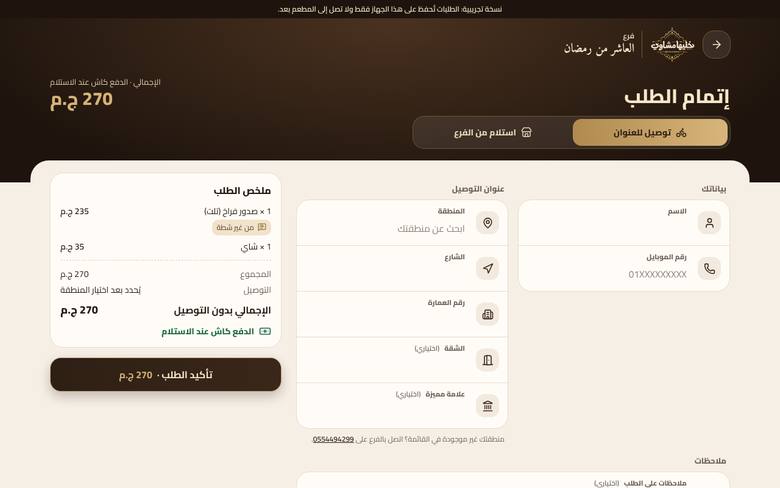 نسخة تجريبية: الطلبات تُحفظ على هذا الجهاز فقط ولا تصل إلى المطعم بعد.
فرع
العاشر من رمضان
إتمام الطلب
الإجمالي · الدفع كاش عند الاستلام
270 ج.م
توصيل للعنوان
استلام من الفرع
بياناتك
الاسم
رقم الموبايل
01XXXXXXXXX
عنوان التوصيل
المنطقة
ابحث عن منطقتك
الشارع
رقم العمارة
الشقة (اختياري)
علامة مميزة (اختياري)
منطقتك غير موجودة في القائمة؟ اتصل بالفرع على 0554494299.
ملخص الطلب
1 × صدور فراخ (تلت) 235 ج.م
من غير شطة
1 × شاي 35 ج.م
المجموع 270 ج.م
التوصيل يُحدد بعد اختيار المنطقة
الإجمالي بدون التوصيل 270 ج.م
الدفع كاش عند الاستلام
تأكيد الطلب · 270 ج.م
ملاحظات
ملاحظات على الطلب (اختياري)